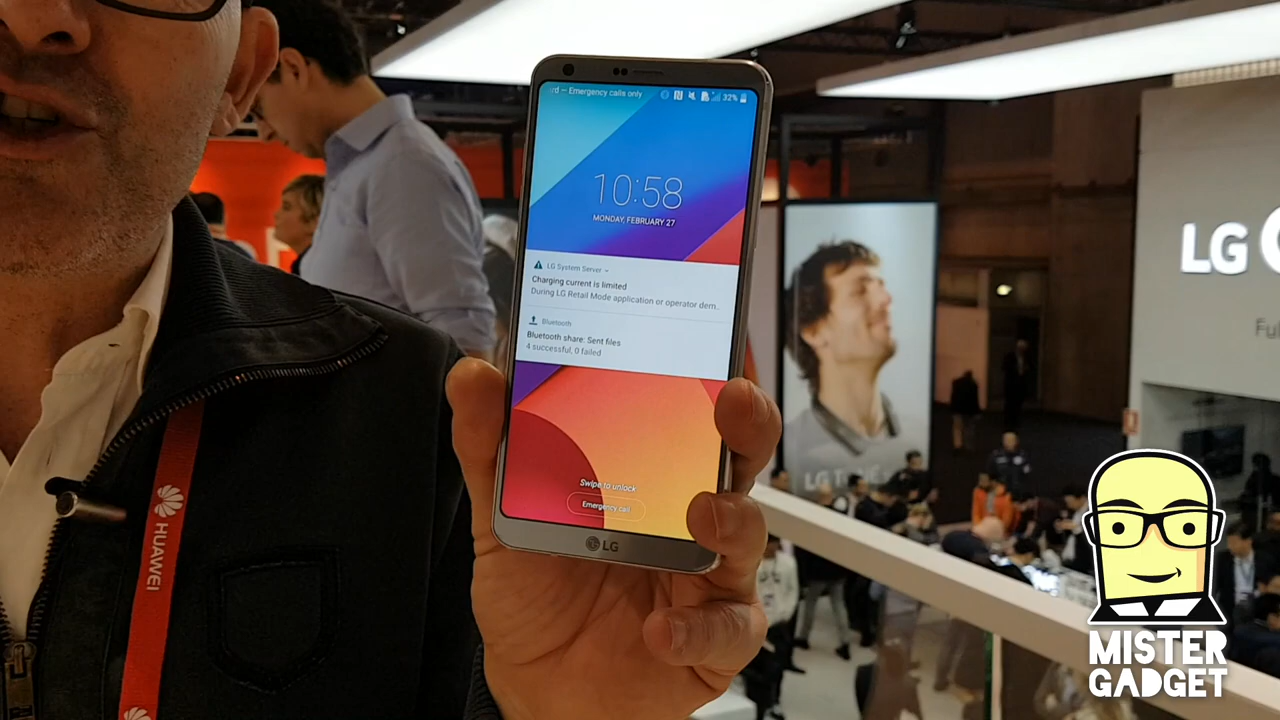 rd – Emergency calls only
32%
10:58
MONDAY, FEBRUARY 27
LG System Server
Charging current is limited
During LG Retail Mode application or operator dem..
Bluetooth
Bluetooth share: Sent files
4 successful, 0 failed
Swipe to unlock
Emergency call
LG
HUAWEI
LG
Fu
MISTER
GADGET